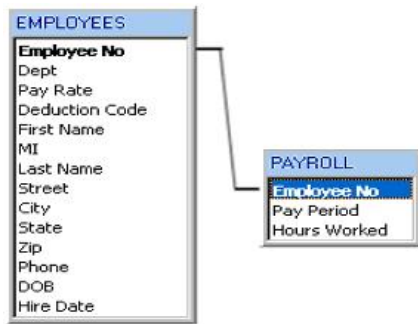 EMPLOYEES
Employee No
Dept
Pay Rate
Deduction Code
First Name
MI
Last Name
Street
City
State
Zip
Phone
DOB
Hire Date
PAYROLL
Employee No
Pay Period
Hours Worked